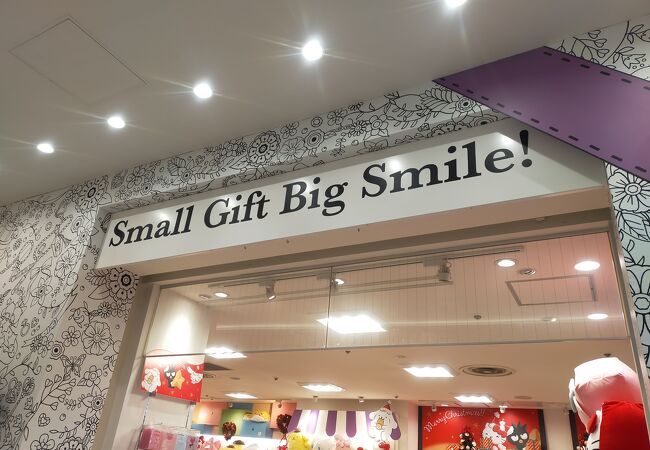 Small Gift Big Smile!
Merry Christmas!!